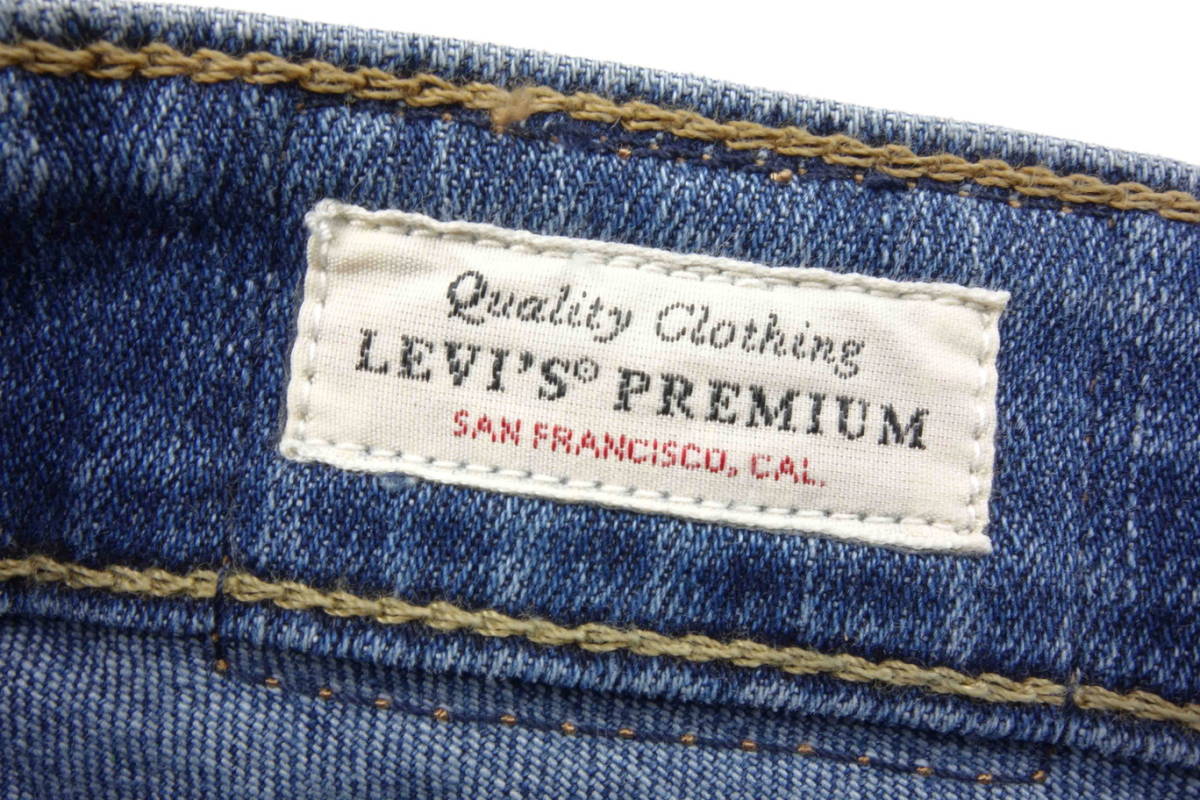 Quality Clothing
LEVI'S® PREMIUM
SAN FRANCISCO, CAL.